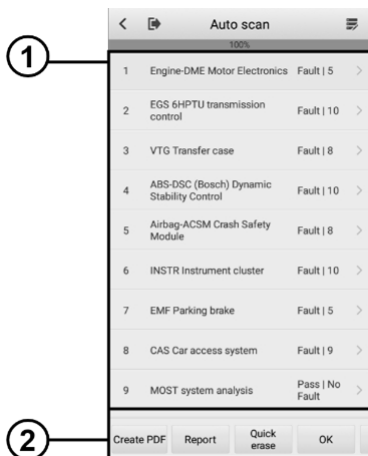 Auto scan
100%
1
1 Engine-DME Motor Electronics Fault | 5
2 EGS 6HPTU transmission
control Fault | 10
3 VTG Transfer case Fault | 8
4 ABS-DSC (Bosch) Dynamic
Stability Control Fault | 10
5 Airbag-ACSM Crash Safety
Module Fault | 8
6 INSTR Instrument cluster Fault | 10
7 EMF Parking brake Fault | 5
8 CAS Car access system Fault | 9
9 MOST system analysis Pass | No
Fault
2
Create PDF Report Quick
erase OK